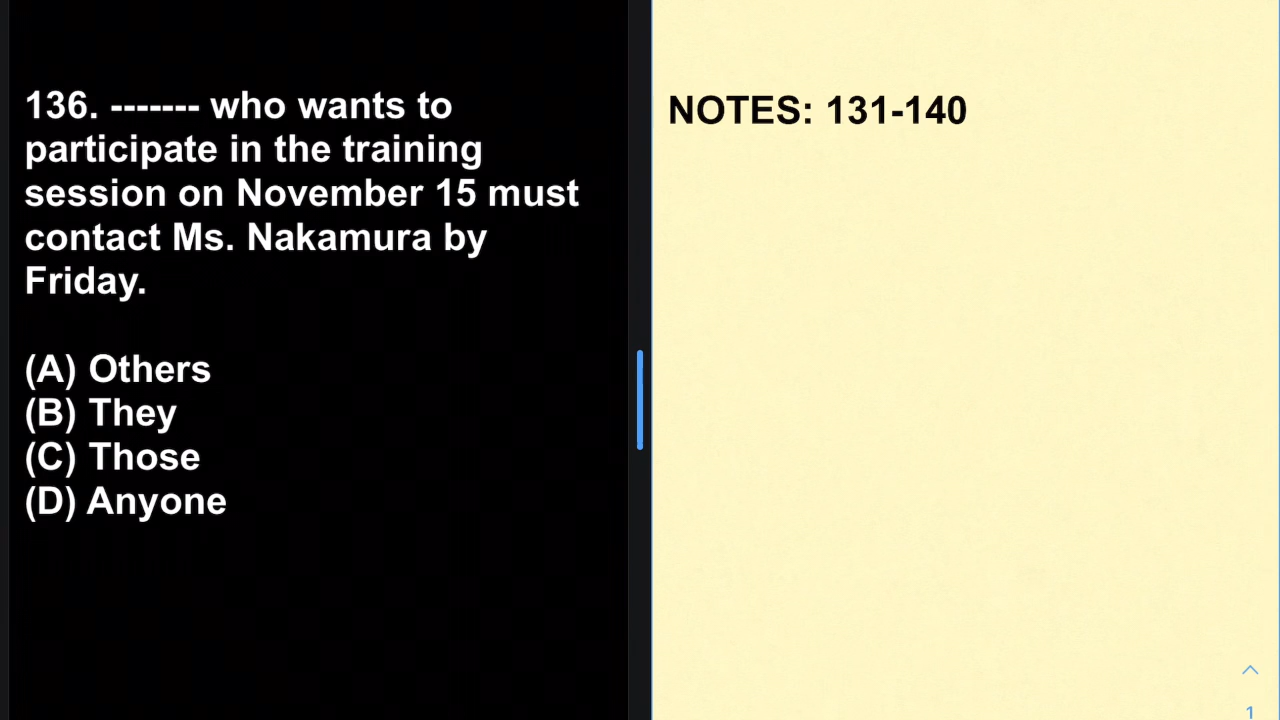 136. ------- who wants to
participate in the training
session on November 15 must
contact Ms. Nakamura by
Friday.
(A) Others
(B) They
(C) Those
(D) Anyone
NOTES: 131-140
1